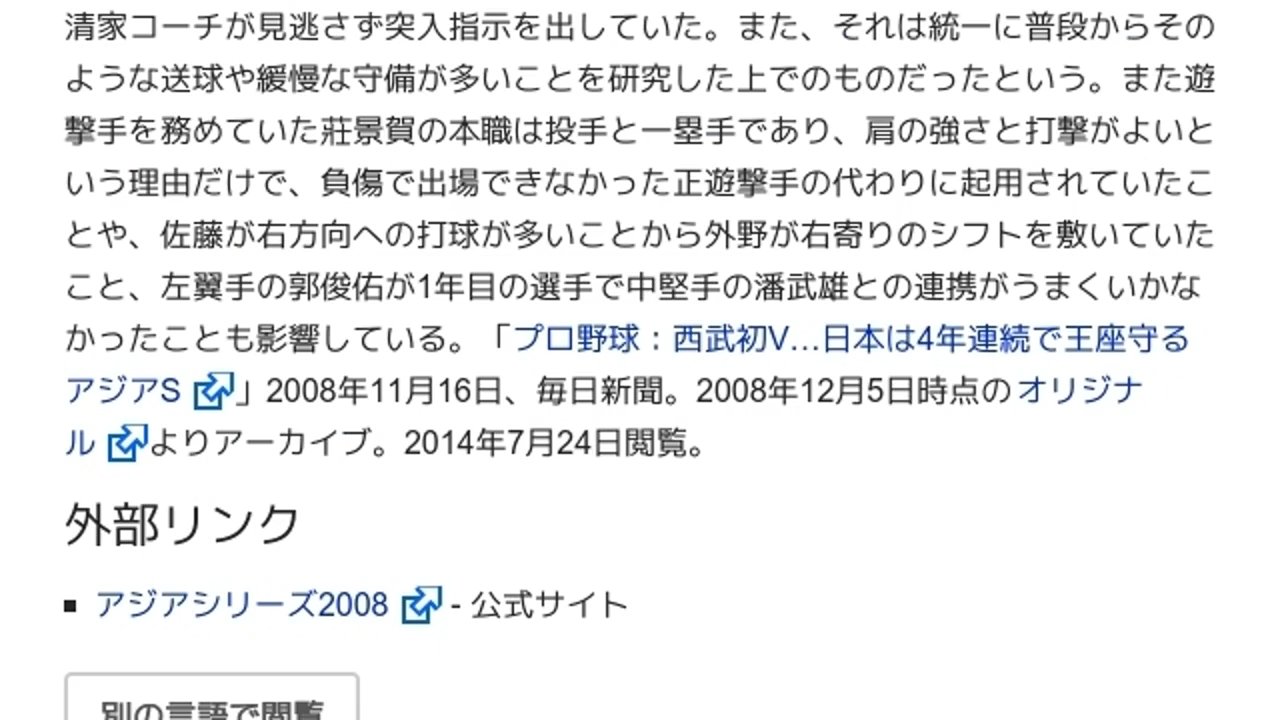 清家コーチが見逃さず突入指示を出していた。また、それは統一に普段からその
ような送球や緩慢な守備が多いことを研究した上でのものだったという。また遊
撃手を務めていた莊景賀の本職は投手と一塁手であり、肩の強さと打撃がよいと
いう理由だけで、負傷で出場できなかった正遊撃手の代わりに起用されていたこ
とや、佐藤が右方向への打球が多いことから外野が右寄りのシフトを敷いていた
こと、左翼手の郭俊佑が1年目の選手で中堅手の潘武雄との連携がうまくいかな
かったことも影響している。「プロ野球：西武初V…日本は4年連続で王座守る
アジアS」2008年11月16日、毎日新聞。2008年12月5日時点のオリジナ
ルよりアーカイブ。2014年7月24日閲覧。
外部リンク
▪ アジアシリーズ2008 - 公式サイト
別の言語で閲覧